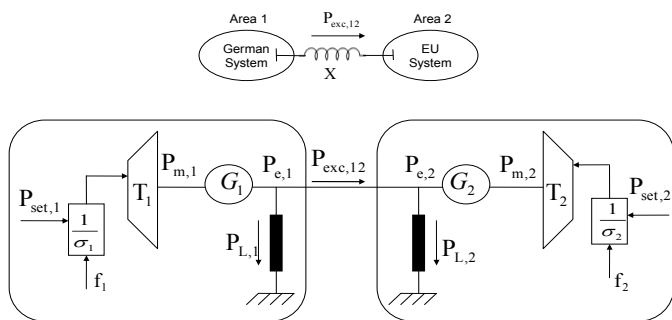 Area 1 P_exc,12 Area 2
German System
EU System
X
P_m,1 P_e,1 P_exc,12 P_e,2 P_m,2
T_1 G_1 G_2 T_2
P_set,1 P_set,2
1/σ_1 1/σ_2
P_L,1 P_L,2
f_1 f_2